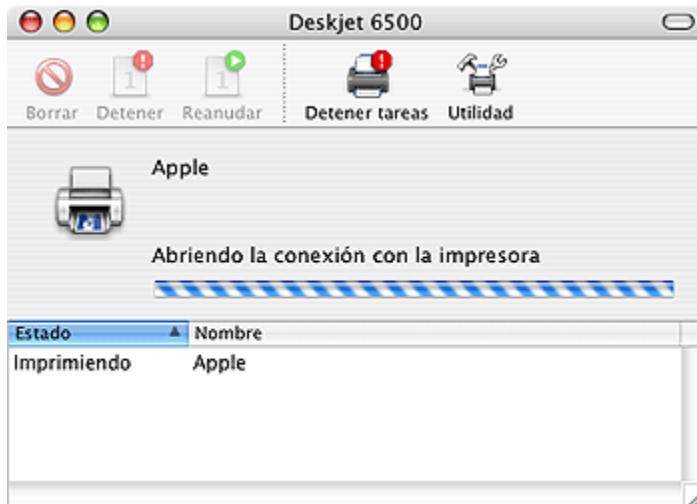 Deskjet 6500
Borrar Detener Reanudar Detener tareas Utilidad
Apple
Abriendo la conexión con la impresora
Estado Nombre
Imprimiendo Apple